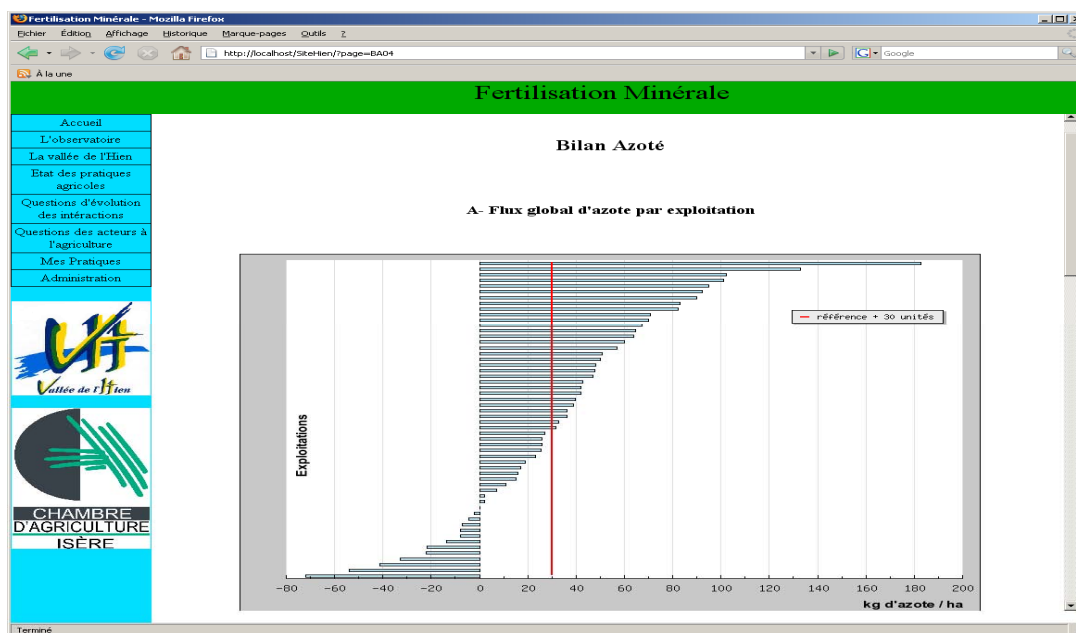 Fertilisation Minérale - Mozilla Firefox
Fichier Édition Affichage Historique Marque-pages Outils ?
http://localhost/SiteHien/?page=BA04
Google
À la une
Fertilisation Minérale
Accueil
L'observatoire
La vallée de l'Hien
Etat des pratiques
agricoles
Questions d'évolution
des intéractions
Questions des acteurs à
l'agriculture
Mes Pratiques
Administration
Vallée de l'Hien
CHAMBRE
D'AGRICULTURE
ISÈRE
Bilan Azoté
A- Flux global d'azote par exploitation
référence + 30 unités
Exploitations
-80 -60 -40 -20 0 20 40 60 80 100 120 140 160 180 200
kg d'azote / ha
Terminé